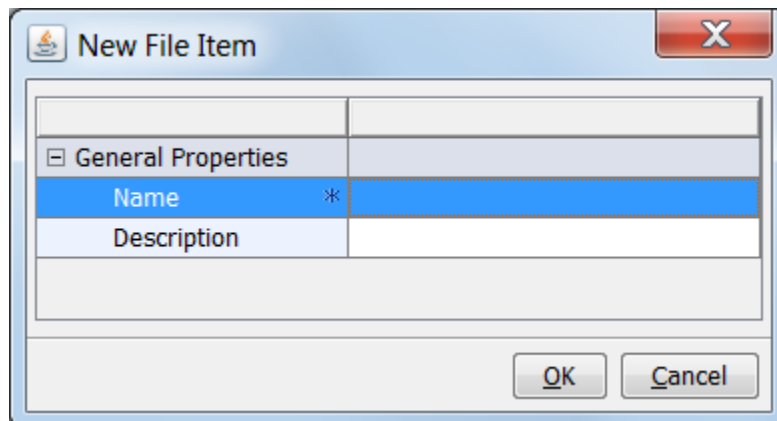 New File Item
General Properties
Name *
Description
OK Cancel